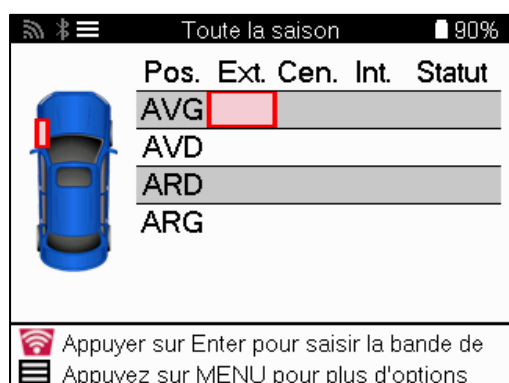 Toute la saison 90%
Pos. Ext. Cen. Int. Statut
AVG
AVD
ARD
ARG
Appuyer sur Enter pour saisir la bande de
Appuyez sur MENU pour plus d'options